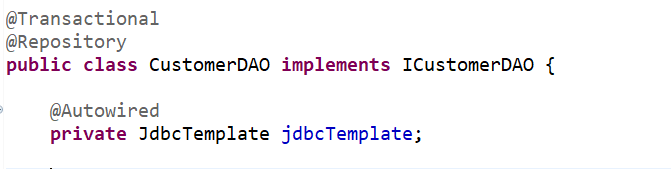 @Transactional
@Repository
public class CustomerDAO implements ICustomerDAO {
@Autowired
private JdbcTemplate jdbcTemplate;